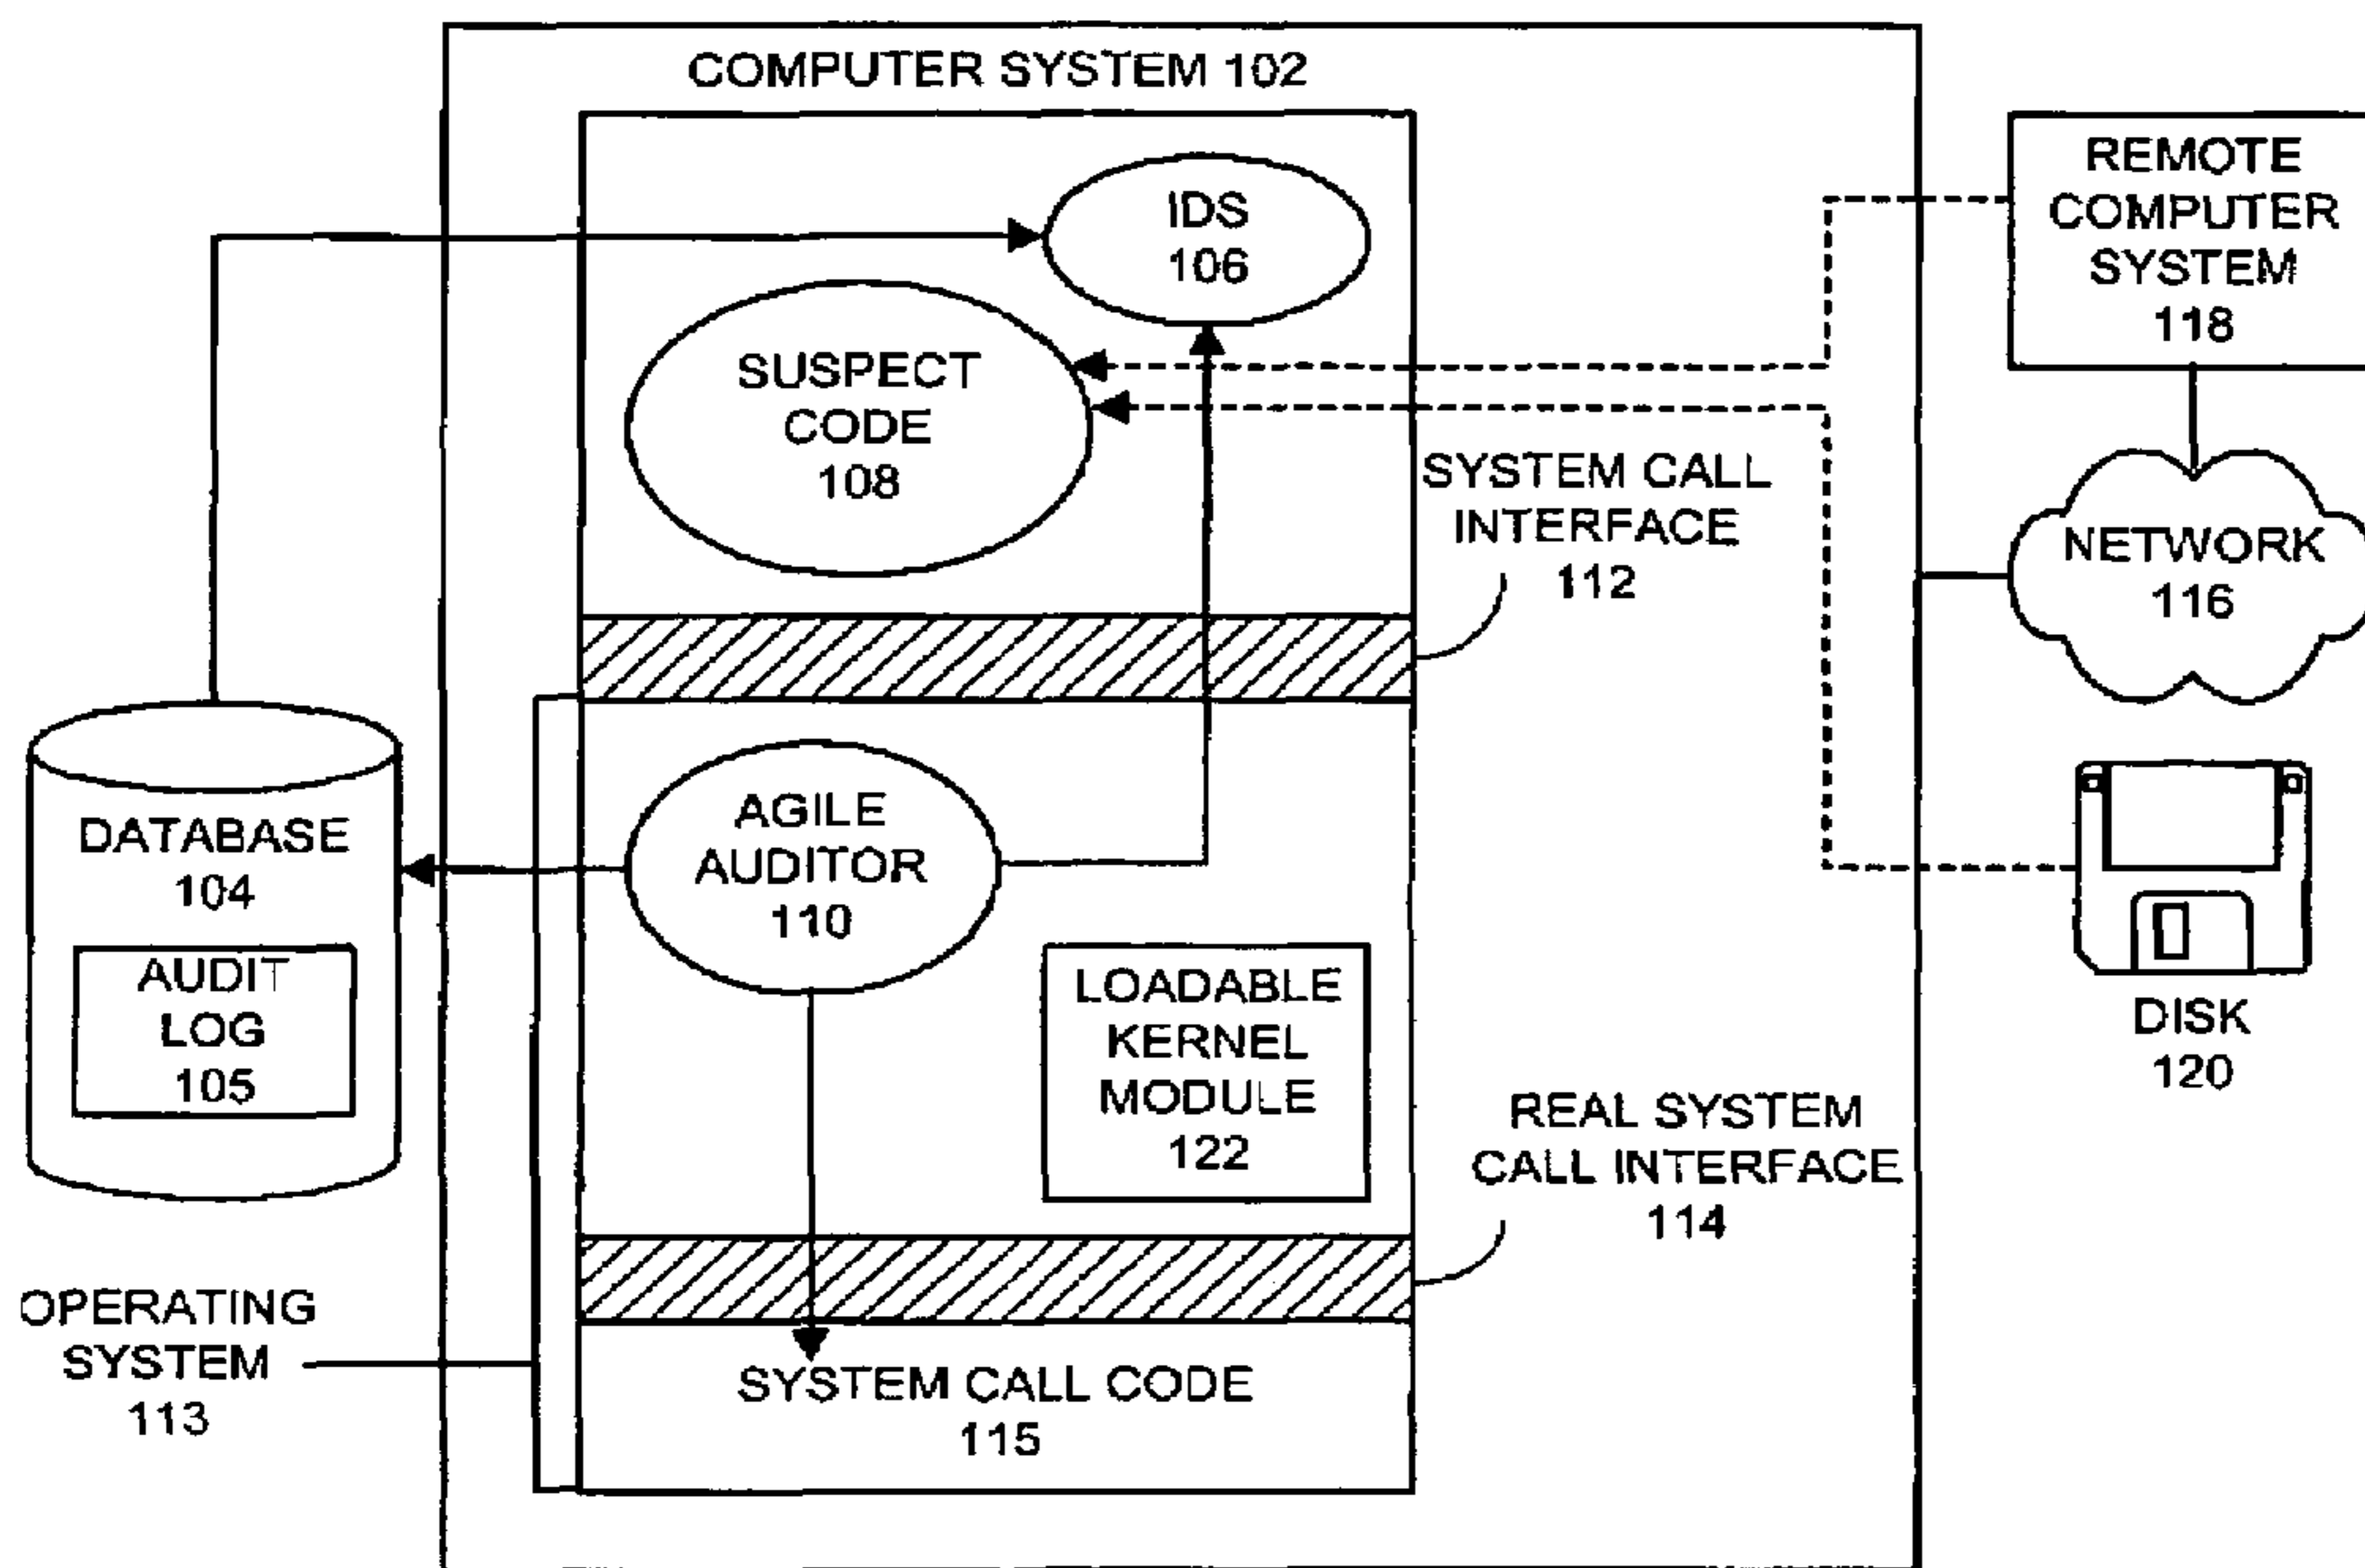 COMPUTER SYSTEM 102
IDS
106
SUSPECT
CODE
108
REMOTE
COMPUTER
SYSTEM
118
SYSTEM CALL
INTERFACE
112
NETWORK
116
DATABASE
104
AUDIT
LOG
105
AGILE
AUDITOR
110
LOADABLE
KERNEL
MODULE
122
DISK
120
REAL SYSTEM
CALL INTERFACE
114
OPERATING
SYSTEM
113
SYSTEM CALL CODE
115